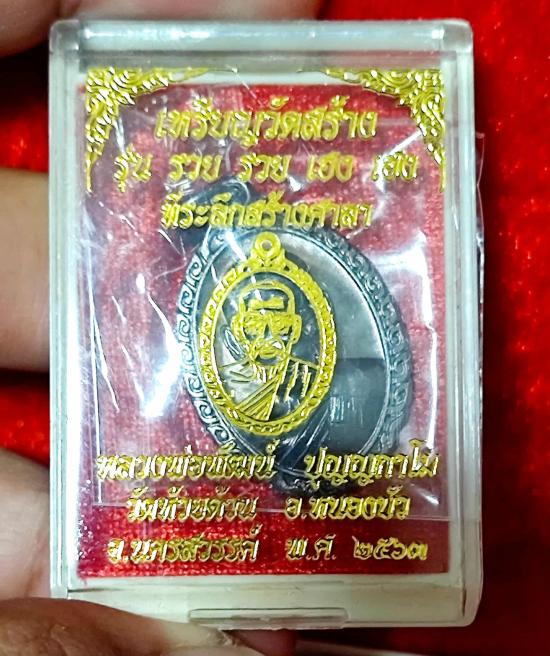 เหรียญวัดสร้าง
รุ่น รวย รวย เฮง เฮง
ที่ระลึกสร้างศาลา
หลวงพ่อพัฒน์ ปุญฺญกาโม
วัดห้วยด้วน อ.หนองบัว
จ.นครสวรรค์ พ.ศ. ๒๕๖๓